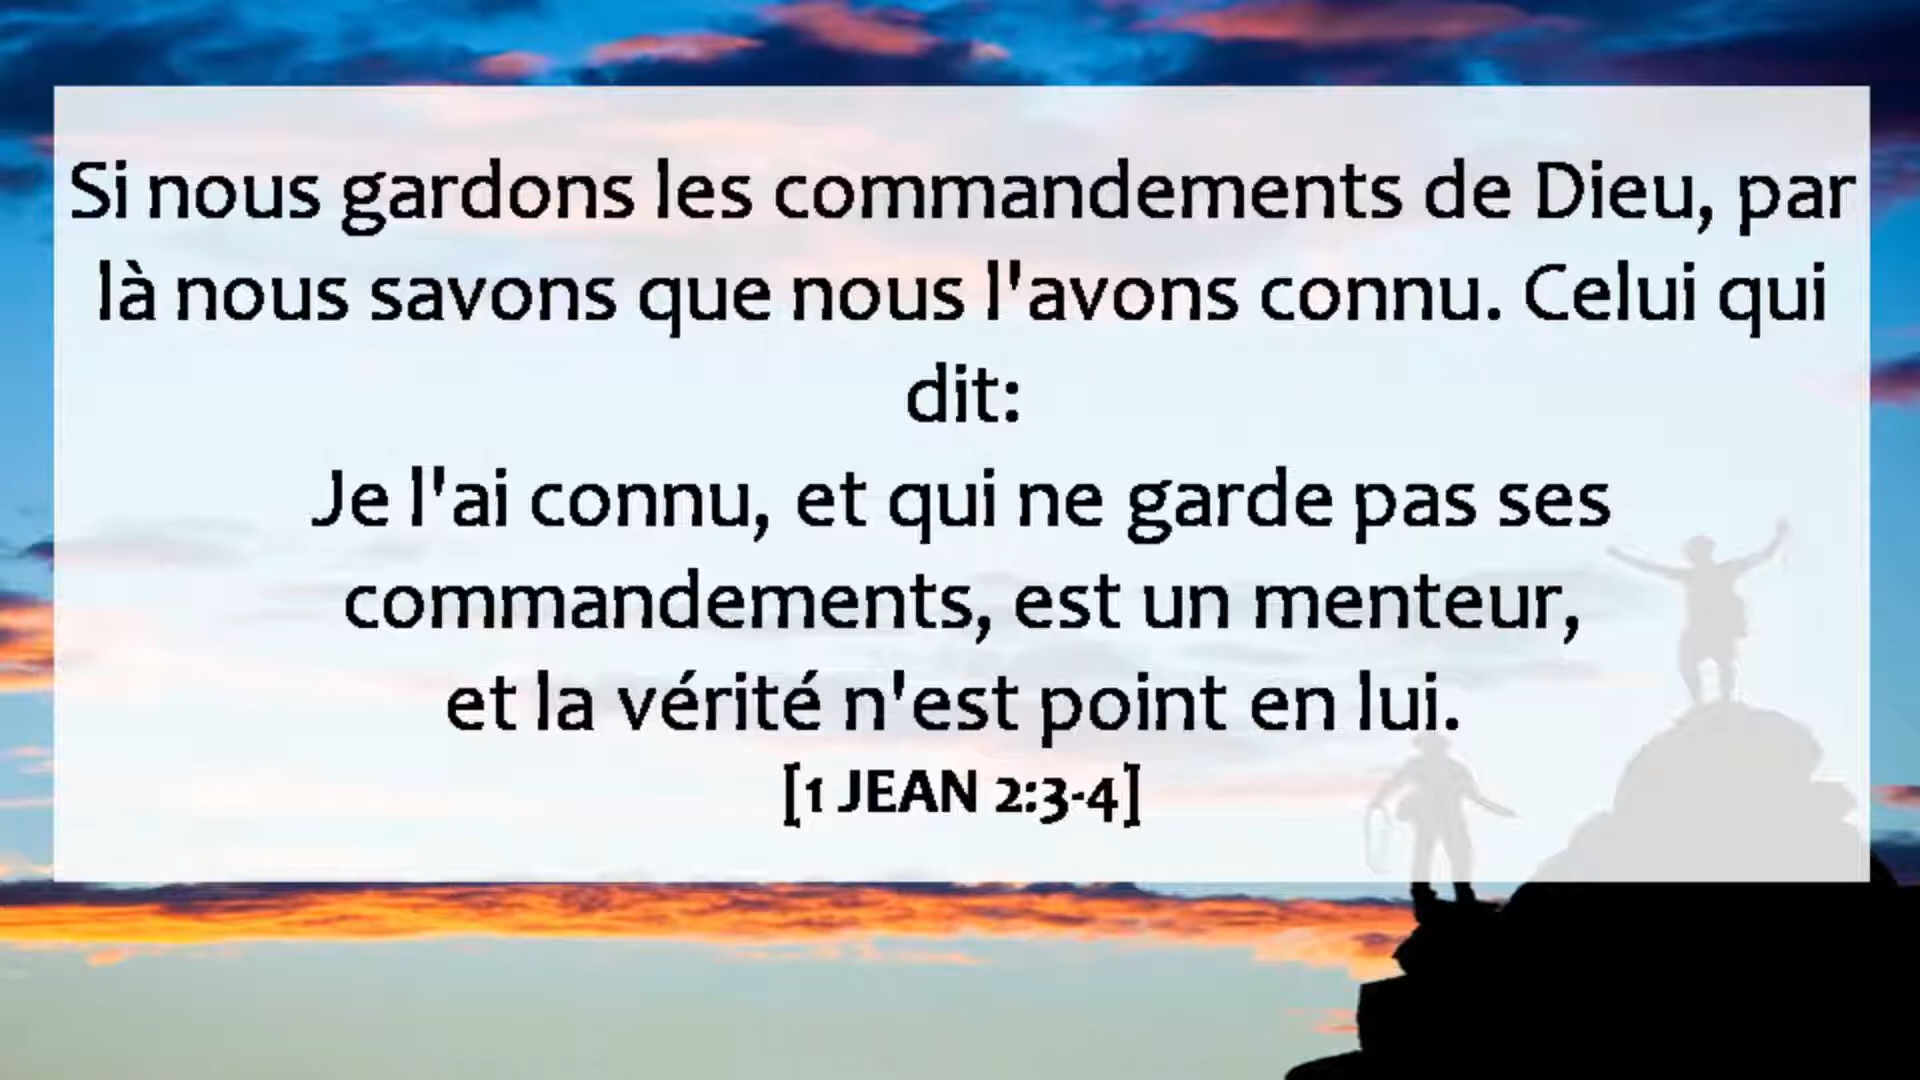 Si nous gardons les commandements de Dieu, par
là nous savons que nous l'avons connu. Celui qui
dit:
Je l'ai connu, et qui ne garde pas ses
commandements, est un menteur,
et la vérité n'est point en lui.
[1 JEAN 2:3-4]